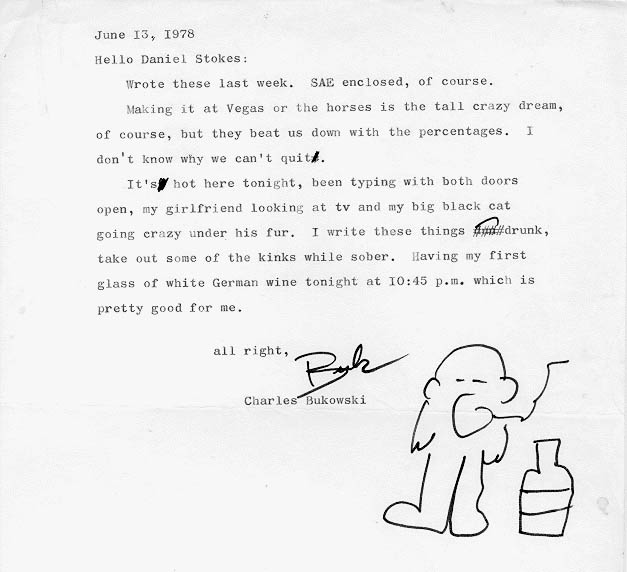 June I3, I978
Hello Daniel Stokes:
Wrote these last week. SAE enclosed, of course.
Making it at Vegas or the horses is the tall crazy dream,
of course, but they beat us down with the percentages. I
don't know why we can't quit.
It's hot here tonight, been typing with both doors
open, my girlfriend looking at tv and my big black cat
going crazy under his fur. I write these things ####drunk,
take out some of the kinks while sober. Having my first
glass of white German wine tonight at I0:45 p.m. which is
pretty good for me.
all right,
Buk
Charles Bukowski